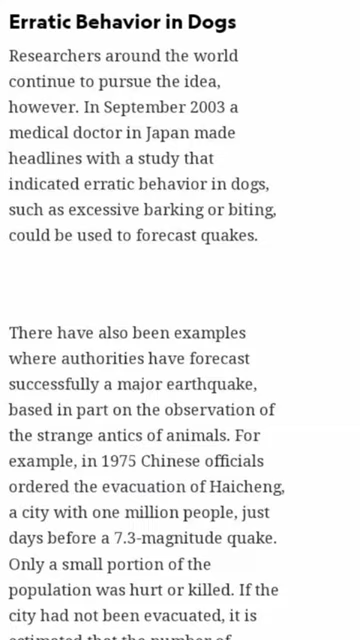 Erratic Behavior in Dogs
Researchers around the world
continue to pursue the idea,
however. In September 2003 a
medical doctor in Japan made
headlines with a study that
indicated erratic behavior in dogs,
such as excessive barking or biting,
could be used to forecast quakes.
There have also been examples
where authorities have forecast
successfully a major earthquake,
based in part on the observation of
the strange antics of animals. For
example, in 1975 Chinese officials
ordered the evacuation of Haicheng,
a city with one million people, just
days before a 7.3-magnitude quake.
Only a small portion of the
population was hurt or killed. If the
city had not been evacuated, it is
estimated that the number of